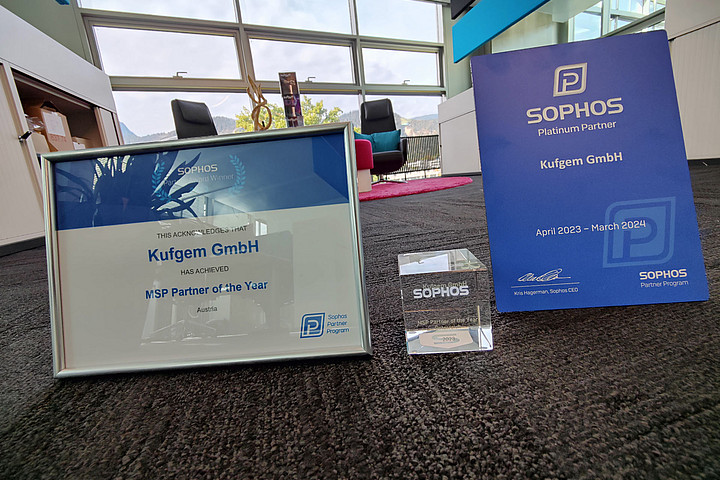 SOPHOS
Winner
THIS ACKNOWLEDGES THAT
Kufgem GmbH
HAS ACHIEVED
MSP Partner of the Year
Austria
SOPHOS
Partner
Program
GmbH
SOPHOS
MSP Partner of the Year
SOPHOS
Platinum Partner
Kufgem GmbH
April 2023 – March 2024
Kris Hagerman, Sophos CEO
SOPHOS
Partner Program